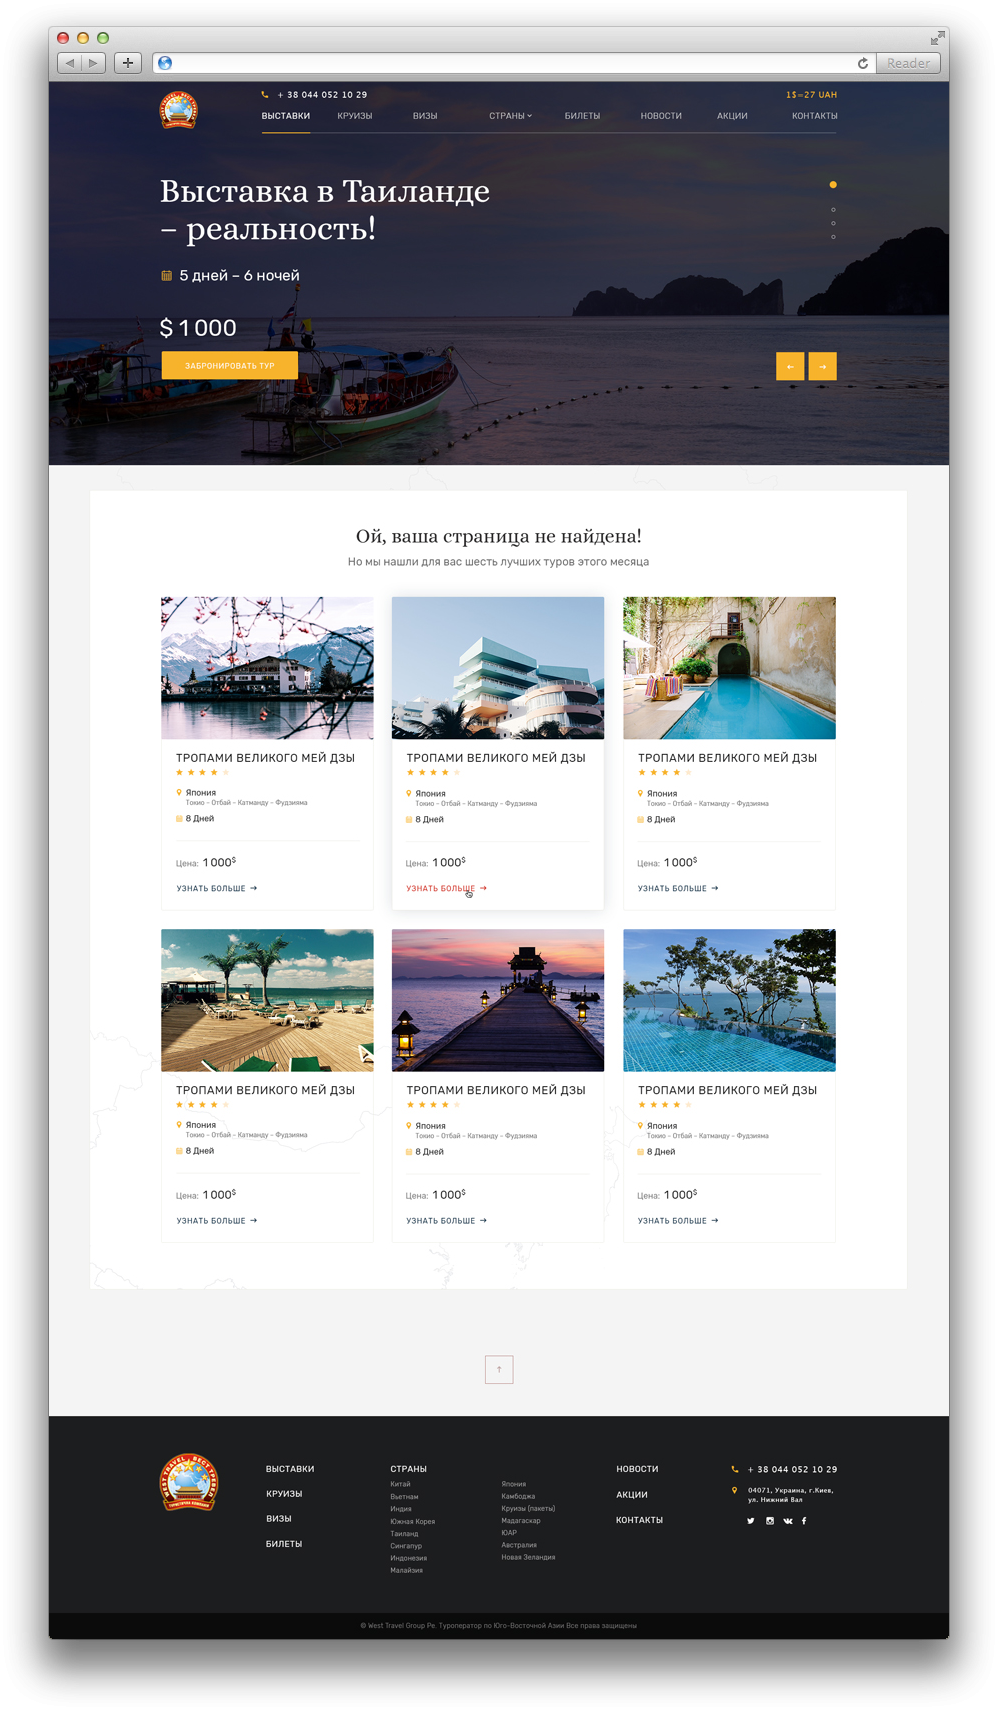 Reader
+ 38 044 052 10 29
1$=27 UAH
ВЫСТАВКИ
КРУИЗЫ
ВИЗЫ
СТРАНЫ
БИЛЕТЫ
НОВОСТИ
АКЦИИ
КОНТАКТЫ
Выставка в Таиланде
– реальность!
5 дней – 6 ночей
$ 1 000
ЗАБРОНИРОВАТЬ ТУР
Ой, ваша страница не найдена!
Но мы нашли для вас шесть лучших туров этого месяца
ТРОПАМИ ВЕЛИКОГО МЕЙ ДЗЫ
Япония
Токио – Отбай – Катманду – Фудзияма
8 Дней
Цена: 1 000$
УЗНАТЬ БОЛЬШЕ →
ТРОПАМИ ВЕЛИКОГО МЕЙ ДЗЫ
Япония
Токио – Отбай – Катманду – Фудзияма
8 Дней
Цена: 1 000$
УЗНАТЬ БОЛЬШЕ →
ТРОПАМИ ВЕЛИКОГО МЕЙ ДЗЫ
Япония
Токио – Отбай – Катманду – Фудзияма
8 Дней
Цена: 1 000$
УЗНАТЬ БОЛЬШЕ →
ТРОПАМИ ВЕЛИКОГО МЕЙ ДЗЫ
Япония
Токио – Отбай – Катманду – Фудзияма
8 Дней
Цена: 1 000$
УЗНАТЬ БОЛЬШЕ →
ТРОПАМИ ВЕЛИКОГО МЕЙ ДЗЫ
Япония
Токио – Отбай – Катманду – Фудзияма
8 Дней
Цена: 1 000$
УЗНАТЬ БОЛЬШЕ →
ТРОПАМИ ВЕЛИКОГО МЕЙ ДЗЫ
Япония
Токио – Отбай – Катманду – Фудзияма
8 Дней
Цена: 1 000$
УЗНАТЬ БОЛЬШЕ →
WEST TRAVEL ВЕСТ ТРЕВЕЛ
ВЫСТАВКИ
КРУИЗЫ
ВИЗЫ
БИЛЕТЫ
СТРАНЫ
Китай
Вьетнам
Индия
Южная Корея
Таиланд
Сингапур
Индонезия
Малайзия
Япония
Камбоджа
Круизы (пакеты)
Мадагаскар
ЮАР
Австралия
Новая Зеландия
НОВОСТИ
АКЦИИ
КОНТАКТЫ
+ 38 044 052 10 29
04071, Украина, г.Киев,
ул. Нижний Вал
© West Travel Group Pe. Туроператор по Юго-Восточной Азии Все права защищены